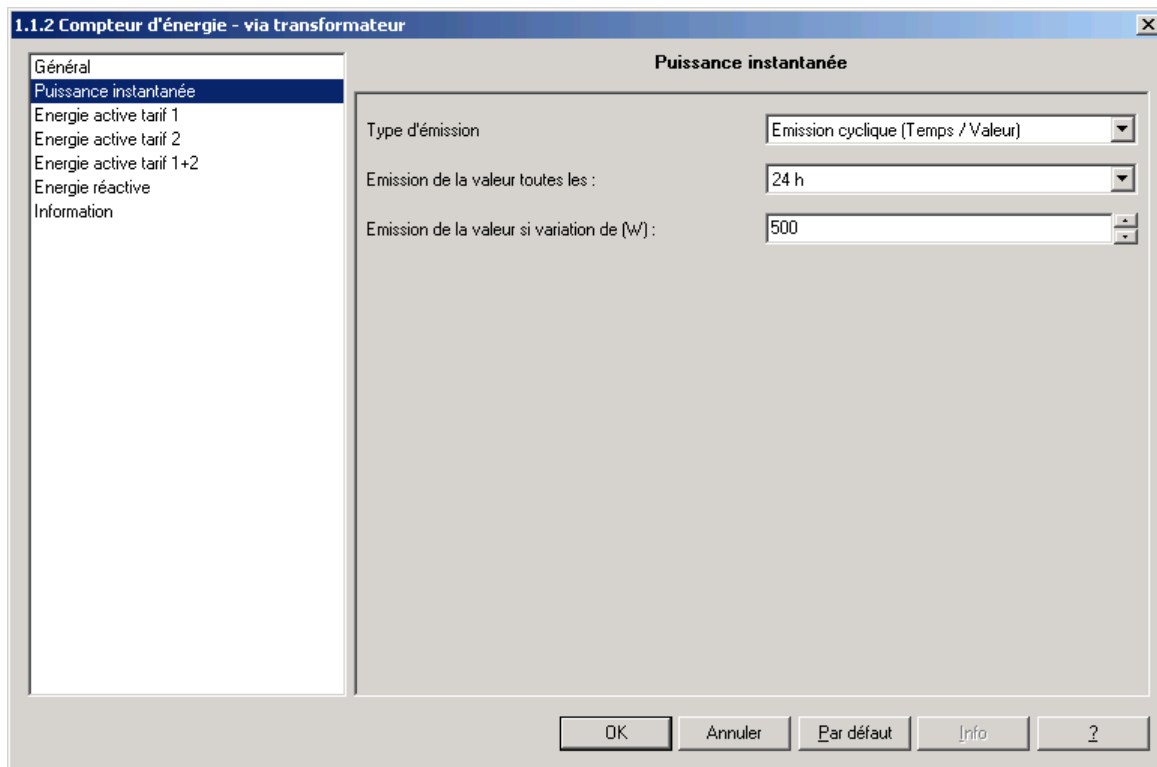 1.1.2 Compteur d'énergie - via transformateur
Général
Puissance instantanée
Energie active tarif 1
Energie active tarif 2
Energie active tarif 1+2
Energie réactive
Information
Puissance instantanée
Type d'émission
Emission cyclique (Temps / Valeur)
Emission de la valeur toutes les :
24 h
Emission de la valeur si variation de (W) :
500
OK
Annuler
Par défaut
Info
?